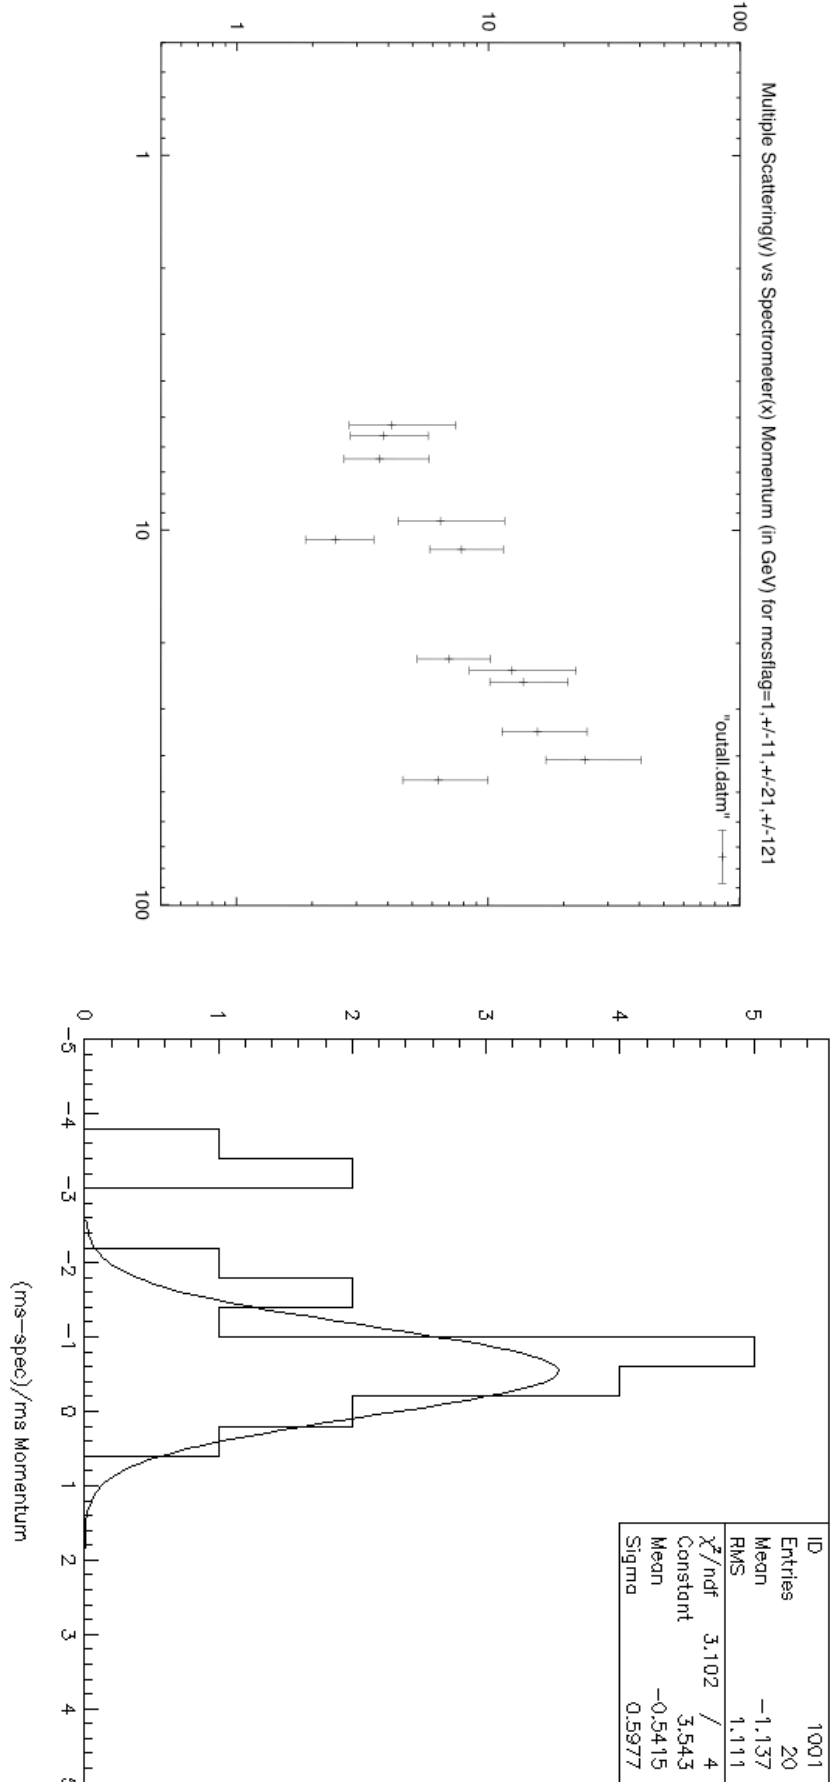 Multiple Scattering(y) vs Spectrometer(x) Momentum (in GeV) for mcsflag=1,+/-11,+/-21,+/-121
100
10
1
"outall.datm"
1
10
100
ID 1001
Entries 20
Mean -1.137
RMS 1.111
χ²/ndf 3.102 / 4
Constant 3.543
Mean -0.5415
Sigma 0.5977
5
4
3
2
1
0
-5 -4 -3 -2 -1 0 1 2 3 4
(ms-spec)/ms Momentum